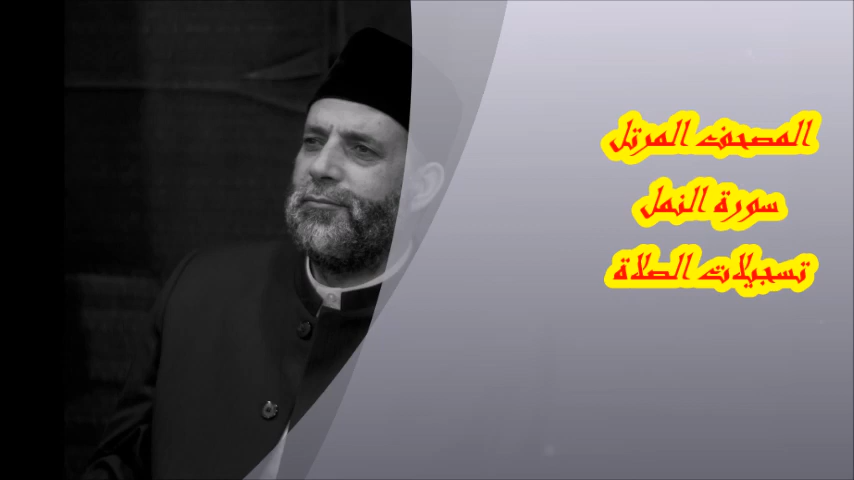 المصحف المرتل
سورة النمل
تسجيلات الصلاة